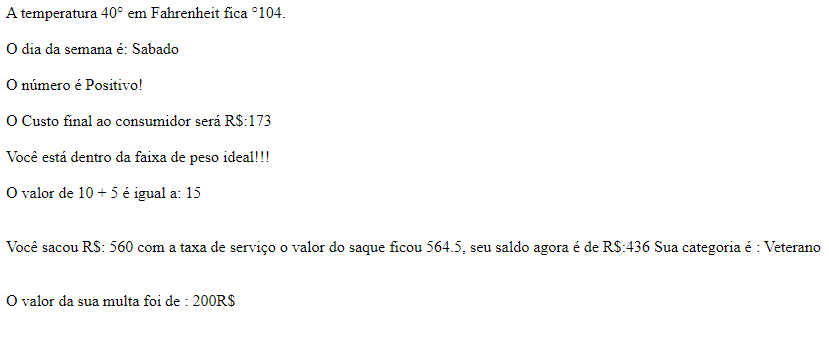 A temperatura 40° em Fahrenheit fica °104.
O dia da semana é: Sabado
O número é Positivo!
O Custo final ao consumidor será R$:173
Você está dentro da faixa de peso ideal!!!
O valor de 10 + 5 é igual a: 15
Você sacou R$: 560 com a taxa de serviço o valor do saque ficou 564.5, seu saldo agora é de R$:436 Sua categoria é : Veterano
O valor da sua multa foi de : 200R$